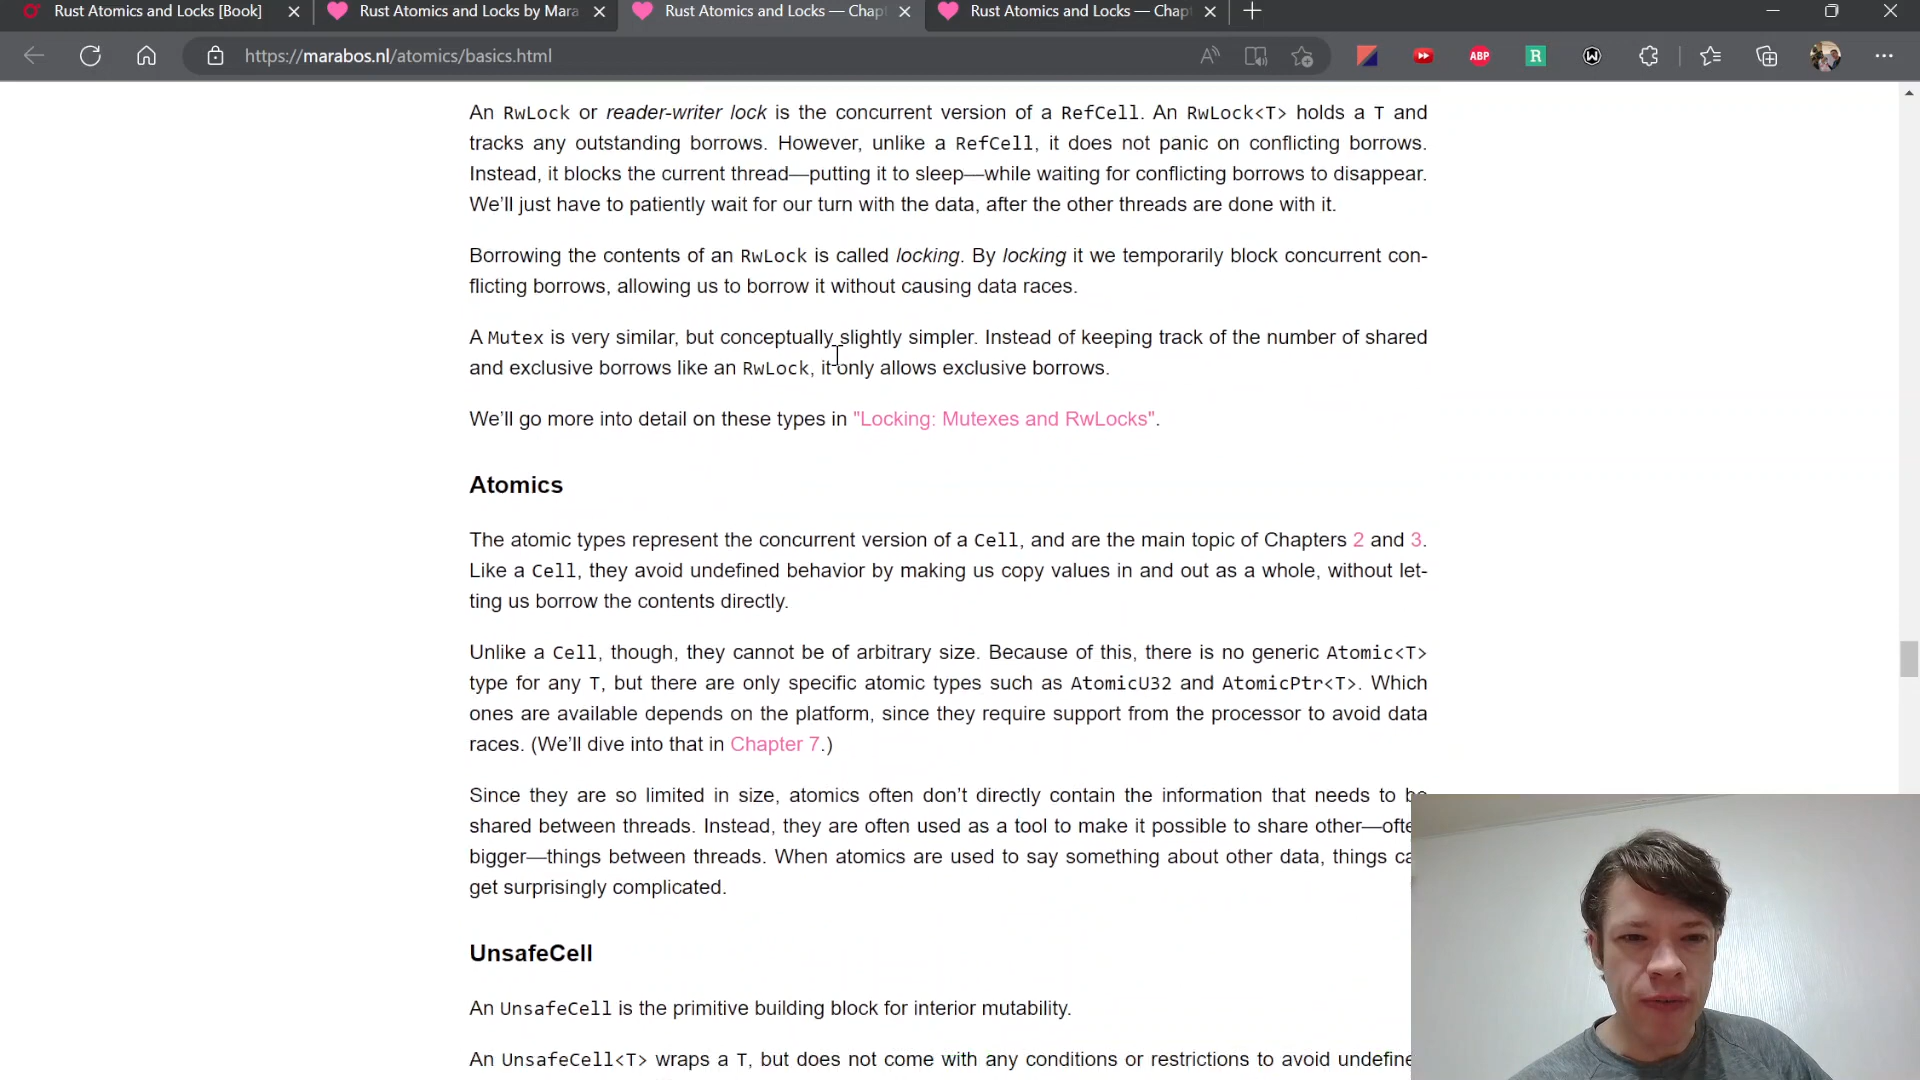 Rust Atomics and Locks [Book]
Rust Atomics and Locks by Mara
Rust Atomics and Locks — Chap
Rust Atomics and Locks — Chap
https://marabos.nl/atomics/basics.html
ABP
R
An RwLock or reader-writer lock is the concurrent version of a RefCell. An RwLock<T> holds a T and
tracks any outstanding borrows. However, unlike a RefCell, it does not panic on conflicting borrows.
Instead, it blocks the current thread—putting it to sleep—while waiting for conflicting borrows to disappear.
We’ll just have to patiently wait for our turn with the data, after the other threads are done with it.
Borrowing the contents of an RwLock is called locking. By locking it we temporarily block concurrent con-
flicting borrows, allowing us to borrow it without causing data races.
A Mutex is very similar, but conceptually slightly simpler. Instead of keeping track of the number of shared
and exclusive borrows like an RwLock, it only allows exclusive borrows.
We’ll go more into detail on these types in "Locking: Mutexes and RwLocks".
Atomics
The atomic types represent the concurrent version of a Cell, and are the main topic of Chapters 2 and 3.
Like a Cell, they avoid undefined behavior by making us copy values in and out as a whole, without let-
ting us borrow the contents directly.
Unlike a Cell, though, they cannot be of arbitrary size. Because of this, there is no generic Atomic<T>
type for any T, but there are only specific atomic types such as AtomicU32 and AtomicPtr<T>. Which
ones are available depends on the platform, since they require support from the processor to avoid data
races. (We’ll dive into that in Chapter 7.)
Since they are so limited in size, atomics often don’t directly contain the information that needs to be
shared between threads. Instead, they are often used as a tool to make it possible to share other—ofte
bigger—things between threads. When atomics are used to say something about other data, things ca
get surprisingly complicated.
UnsafeCell
An UnsafeCell is the primitive building block for interior mutability.
An UnsafeCell<T> wraps a T, but does not come with any conditions or restrictions to avoid undefine